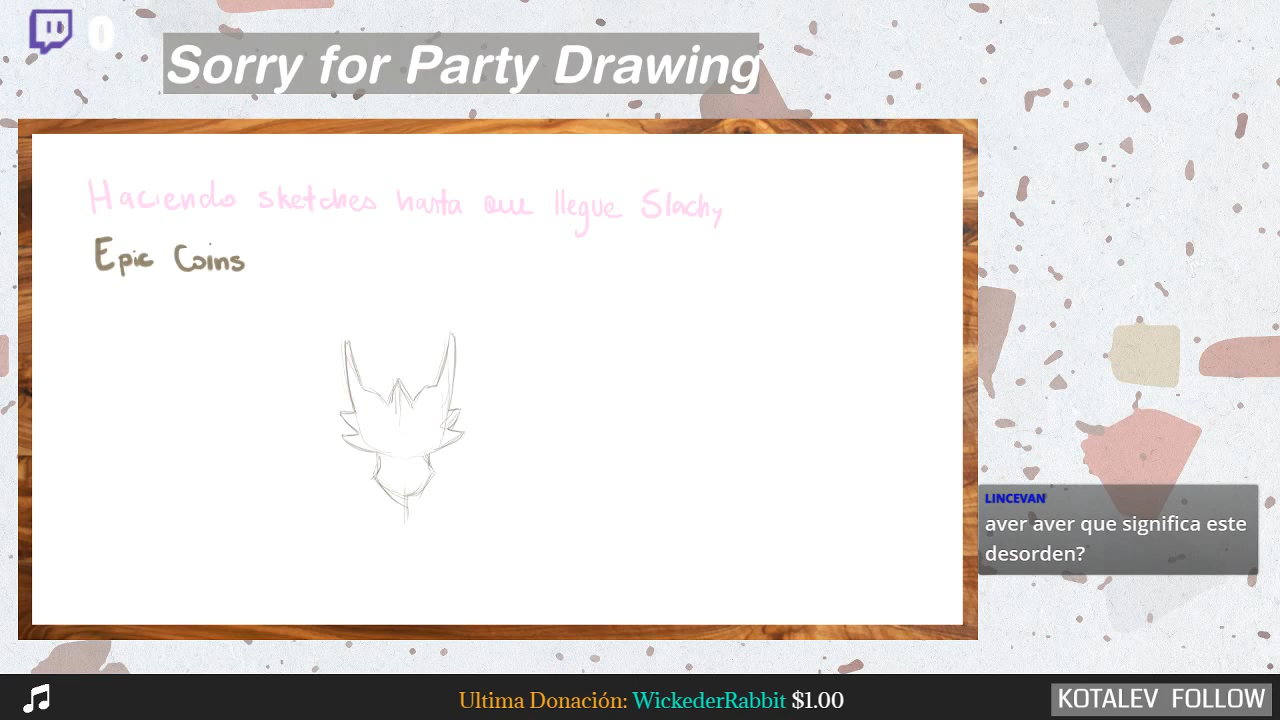 0
Sorry for Party Drawing
Haciendo sketches hasta que llegue Slachy
Epic Coins
LINCEVAN
aver aver que significa este
desorden?
Ultima Donación: WickederRabbit $1.00
KOTALEV FOLLOW